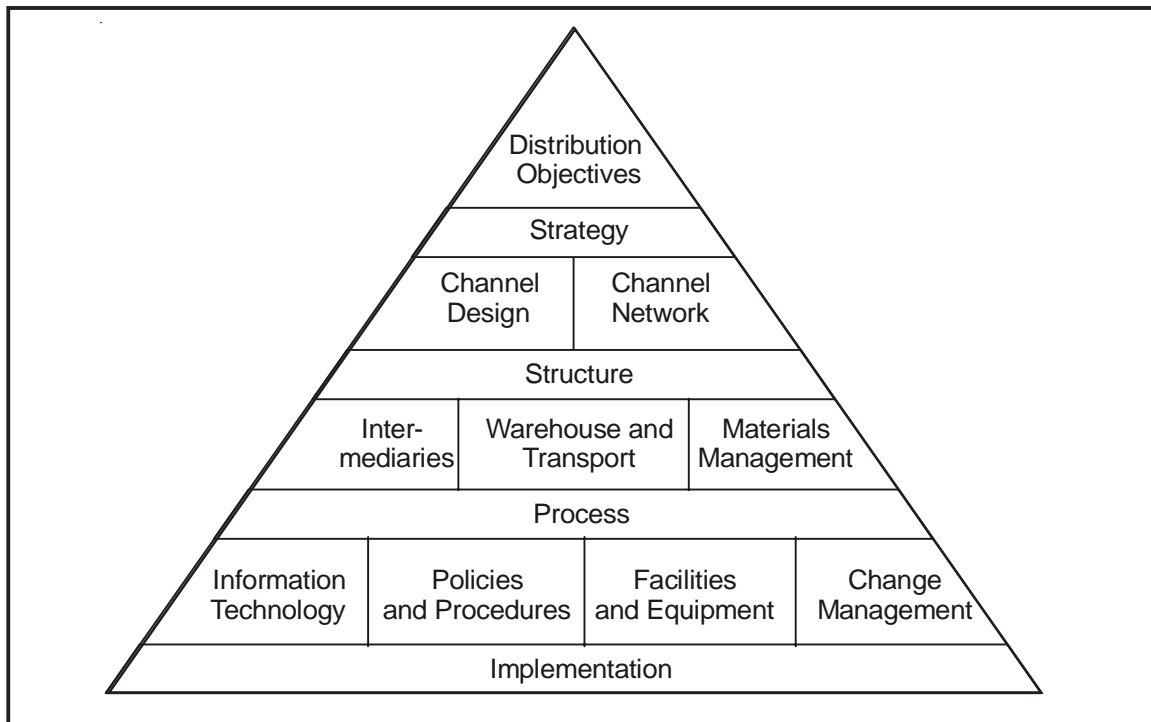 Distribution
Objectives
Strategy
Channel
Design
Channel
Network
Structure
Inter-
mediaries
Warehouse and
Transport
Materials
Management
Process
Information
Technology
Policies
and Procedures
Facilities
and Equipment
Change
Management
Implementation